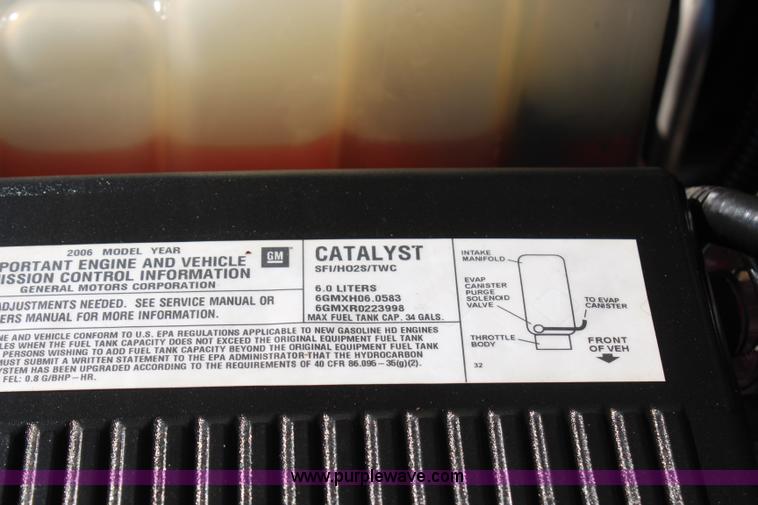 2006 MODEL YEAR
PORTANT ENGINE AND VEHICLE
ISSION CONTROL INFORMATION
GENERAL MOTORS CORPORATION
GM
ADJUSTMENTS NEEDED. SEE SERVICE MANUAL OR
ERS MANUAL FOR MORE INFORMATION.
CATALYST
SFI/HO2S/TWC
6.0 LITERS
6GMXH06.0583
6GMXR0223998
MAX FUEL TANK CAP. 34 GALS.
NE AND VEHICLE CONFORM TO U.S. EPA REGULATIONS APPLICABLE TO NEW GASOLINE HD ENGINES
LES WHEN THE FUEL TANK CAPACITY DOES NOT EXCEED THE ORIGINAL EQUIPMENT FUEL TANK
PERSONS WISHING TO ADD FUEL TANK CAPACITY BEYOND THE ORIGINAL EQUIPMENT FUEL TANK
MUST SUBMIT A WRITTEN STATEMENT TO THE EPA ADMINISTRATOR THAT THE HYDROCARBON
SYSTEM HAS BEEN UPGRADED ACCORDING TO THE REQUIREMENTS OF 40 CFR 86.095-35(g)(2).
FEL: 0.8 G/BHP-HR.
INTAKE
MANIFOLD
EVAP
CANISTER
PURGE
SOLENOID
VALVE
TO EVAP
CANISTER
THROTTLE
BODY
FRONT
OF VEH
32
www.purplewave.com